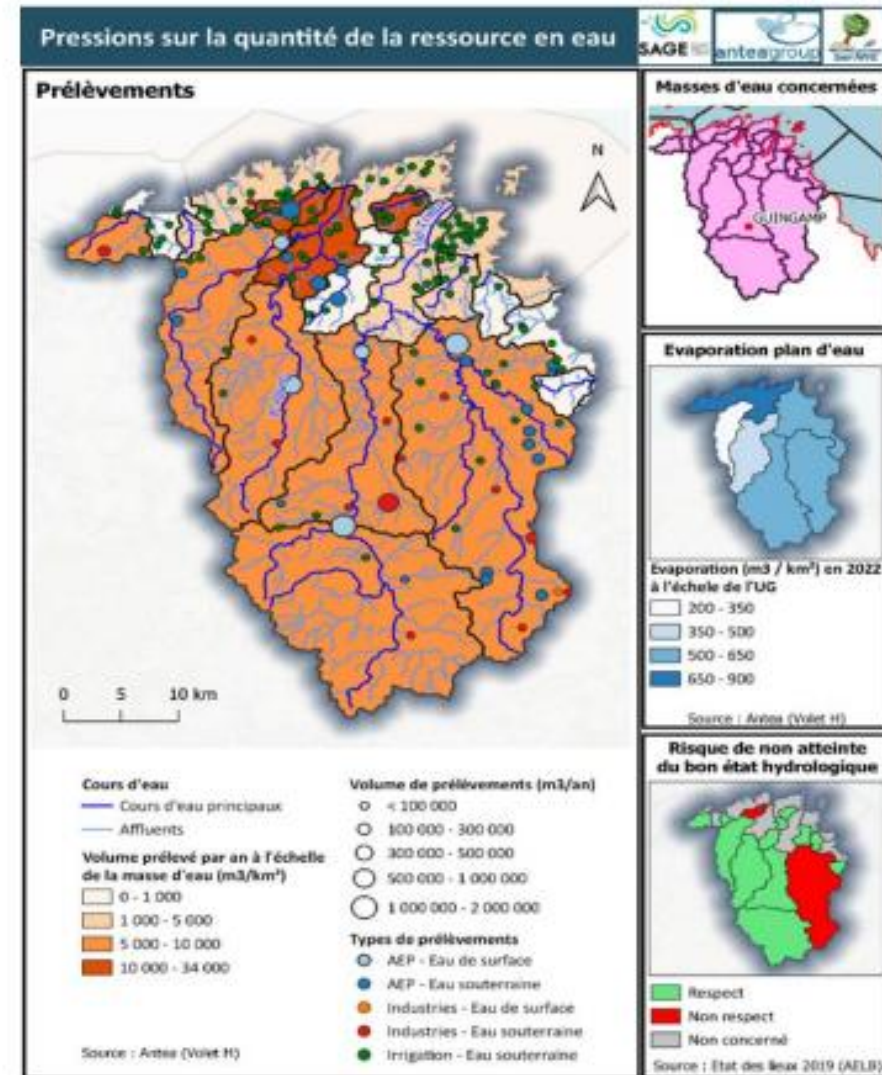 Pressions sur la quantité de la ressource en eau
SAGE
anteagroup
Prélèvements
N
0 5 10 km
Cours d'eau
Cours d'eau principaux
Affluents
Volume prélevé par an à l'échelle
de la masse d'eau (m3/km²)
0 - 1 000
1 000 - 5 000
5 000 - 10 000
10 000 - 34 000
Source : Antea (Volet H)
Volume de prélèvements (m3/an)
< 100 000
100 000 - 300 000
300 000 - 500 000
500 000 - 1 000 000
1 000 000 - 2 000 000
Types de prélèvements
AEP - Eau de surface
AEP - Eau souterraine
Industries - Eau de surface
Industries - Eau souterraine
Irrigation - Eau souterraine
Masses d'eau concernées
GUINGAMP
Evaporation plan d'eau
Evaporation (m3 / km²) en 2022
à l'échele de l'UG
200 - 350
350 - 500
500 - 650
650 - 900
Source : Antea (Volet H)
Risque de non atteinte
du bon état hydrologique
Respect
Non respect
Non concerné
Source : Etat des lieux 2019 (AELB)